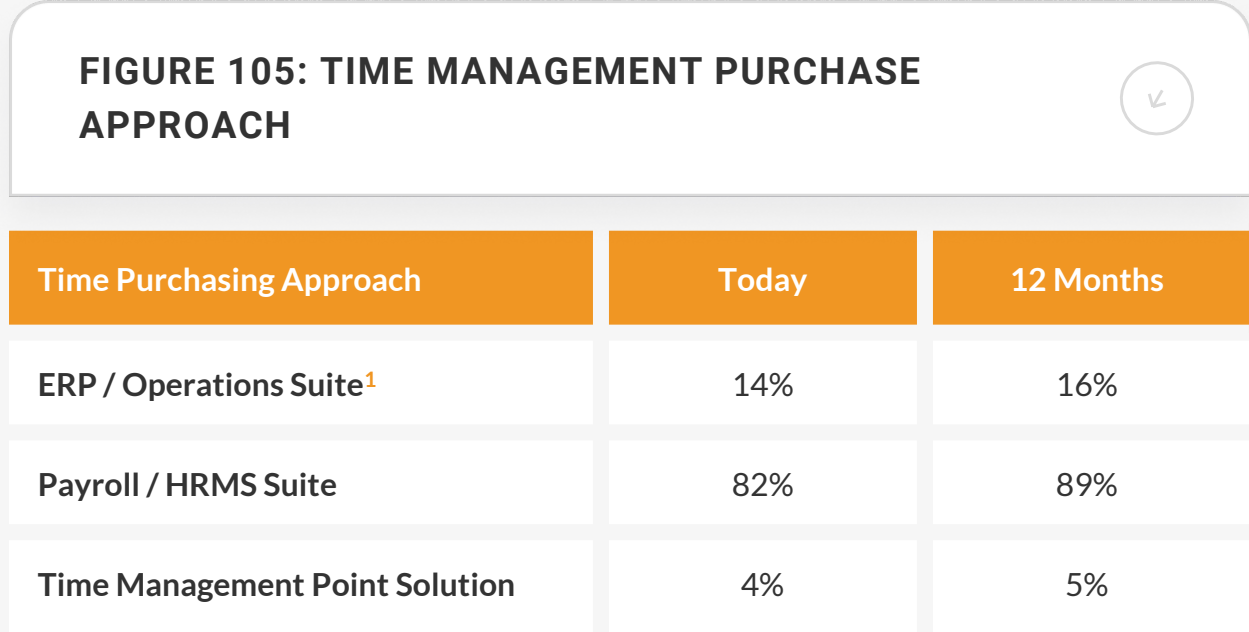 FIGURE 105: TIME MANAGEMENT PURCHASE
APPROACH
Time Purchasing Approach Today 12 Months
ERP / Operations Suite¹ 14% 16%
Payroll / HRMS Suite 82% 89%
Time Management Point Solution 4% 5%